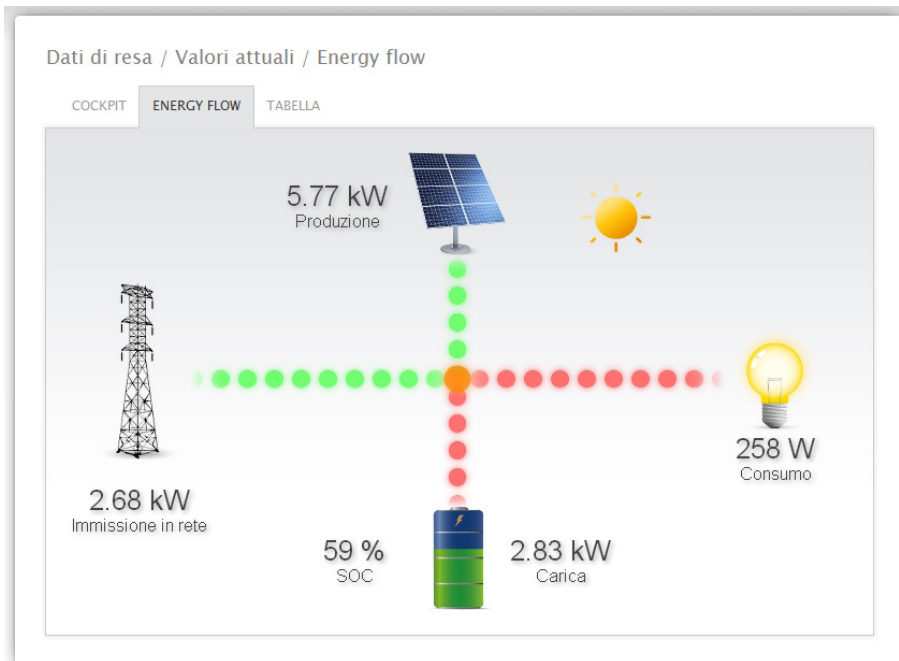 Dati di resa / Valori attuali / Energy flow
COCKPIT ENERGY FLOW TABELLA
5.77 kW
Produzione
2.68 kW
Immissione in rete
258 W
Consumo
59 %
SOC
2.83 kW
Carica